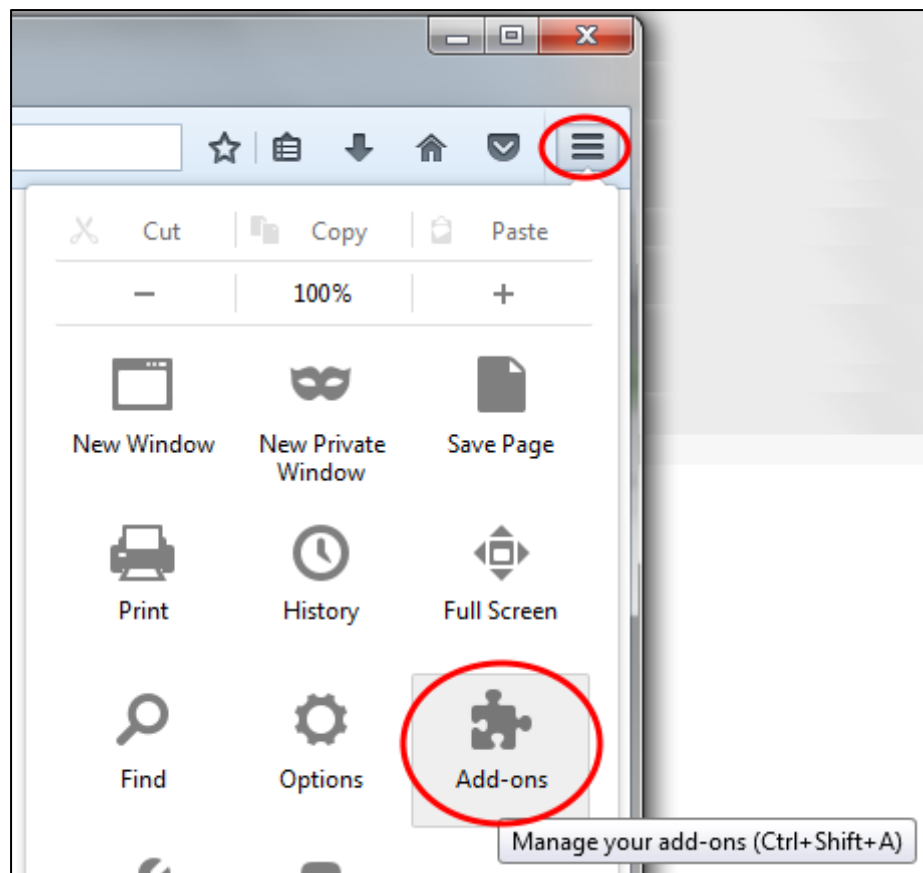 Cut Copy Paste
100%
New Window New Private Window Save Page
Print History Full Screen
Find Options Add-ons
Manage your add-ons (Ctrl+Shift+A)